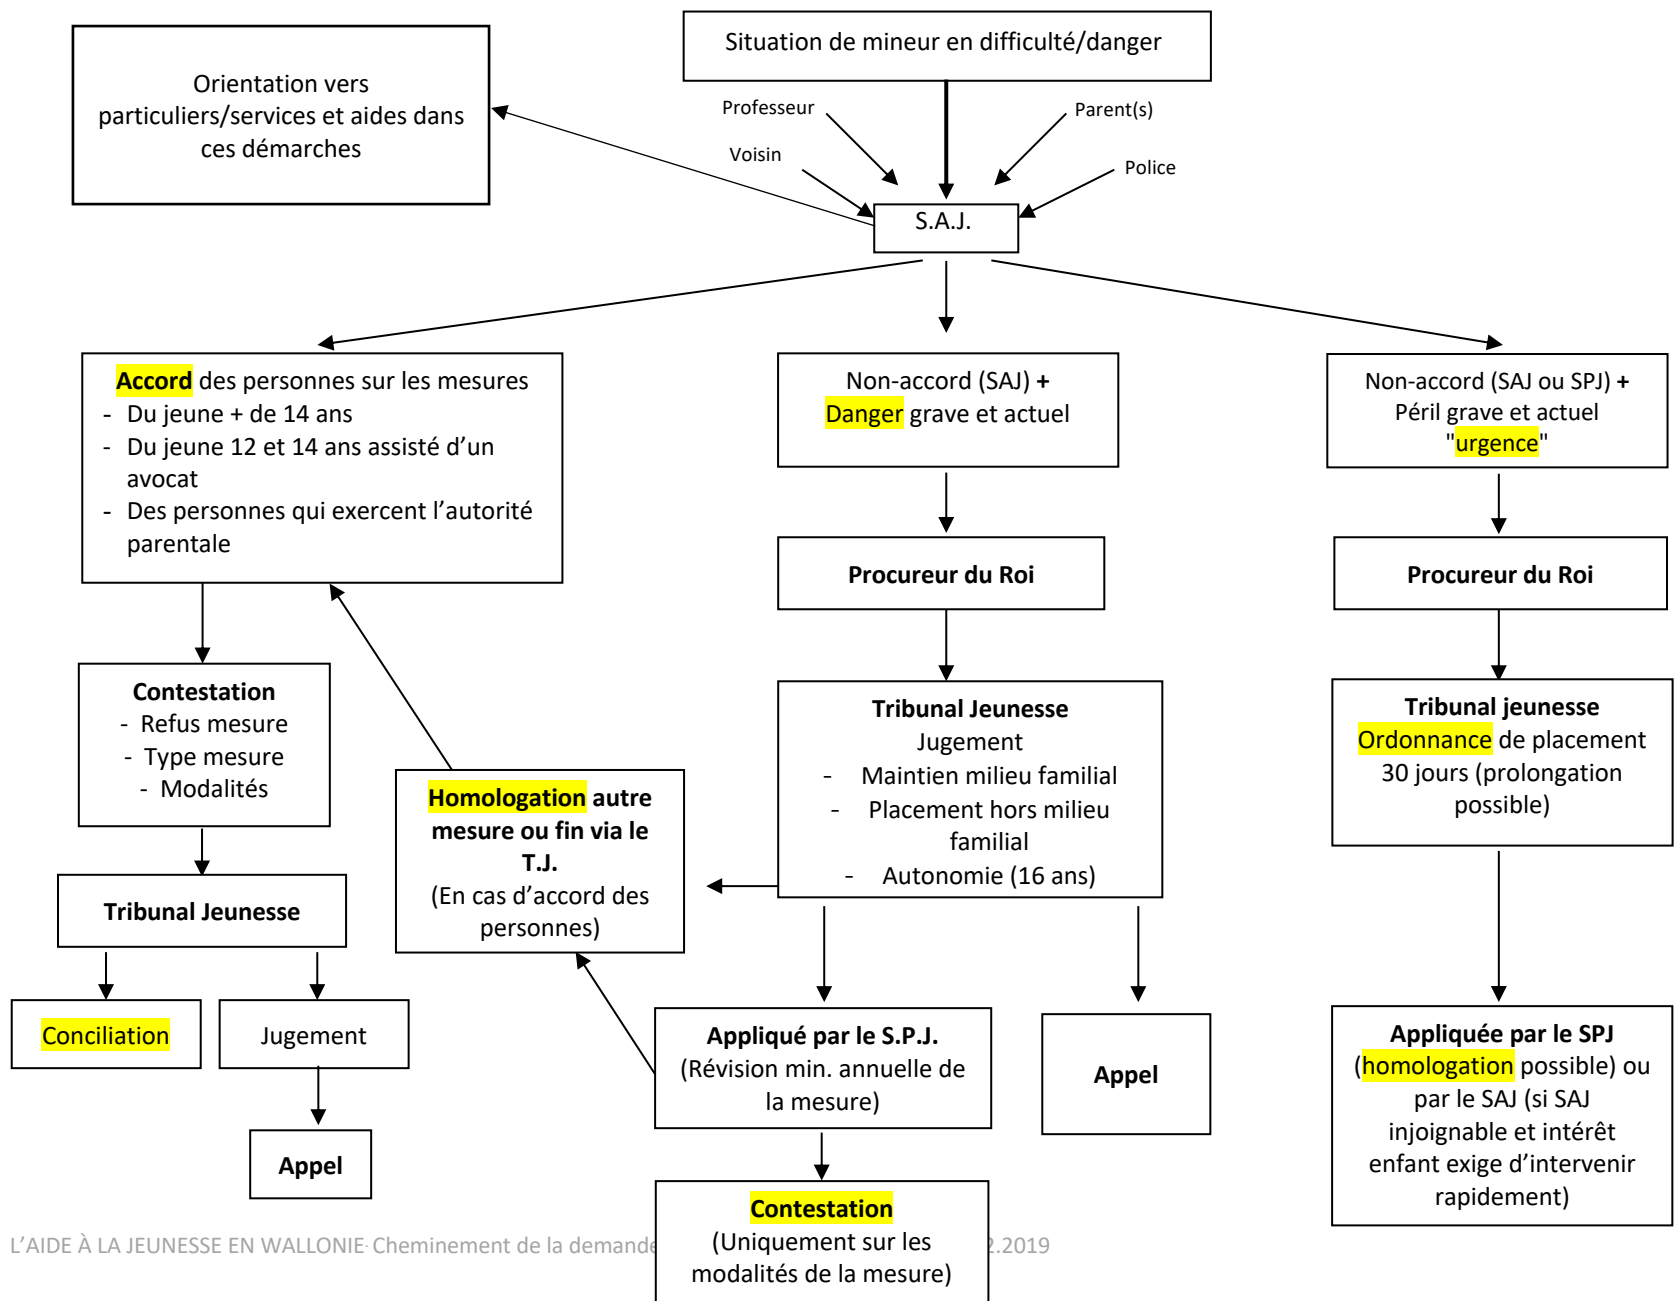 Situation de mineur en difficulté/danger
Orientation vers
particuliers/services et aides dans
ces démarches
Professeur
Parent(s)
Voisin
Police
S.A.J.
Accord des personnes sur les mesures
- Du jeune + de 14 ans
- Du jeune 12 et 14 ans assisté d’un
avocat
- Des personnes qui exercent l’autorité
parentale
Non-accord (SAJ) +
Danger grave et actuel
Non-accord (SAJ ou SPJ) +
Péril grave et actuel
"urgence"
Procureur du Roi
Procureur du Roi
Contestation
- Refus mesure
- Type mesure
- Modalités
Tribunal Jeunesse
Jugement
- Maintien milieu familial
- Placement hors milieu
familial
- Autonomie (16 ans)
Tribunal jeunesse
Ordonnance de placement
30 jours (prolongation
possible)
Homologation autre
mesure ou fin via le
T.J.
(En cas d’accord des
personnes)
Tribunal Jeunesse
Conciliation
Jugement
Appel
Appliqué par le S.P.J.
(Révision min. annuelle de
la mesure)
Appel
Appliquée par le SPJ
(homologation possible) ou
par le SAJ (si SAJ
injoignable et intérêt
enfant exige d’intervenir
rapidement)
Contestation
(Uniquement sur les
modalités de la mesure)
L’AIDE À LA JEUNESSE EN WALLONIE- Cheminement de la demande 2.2019